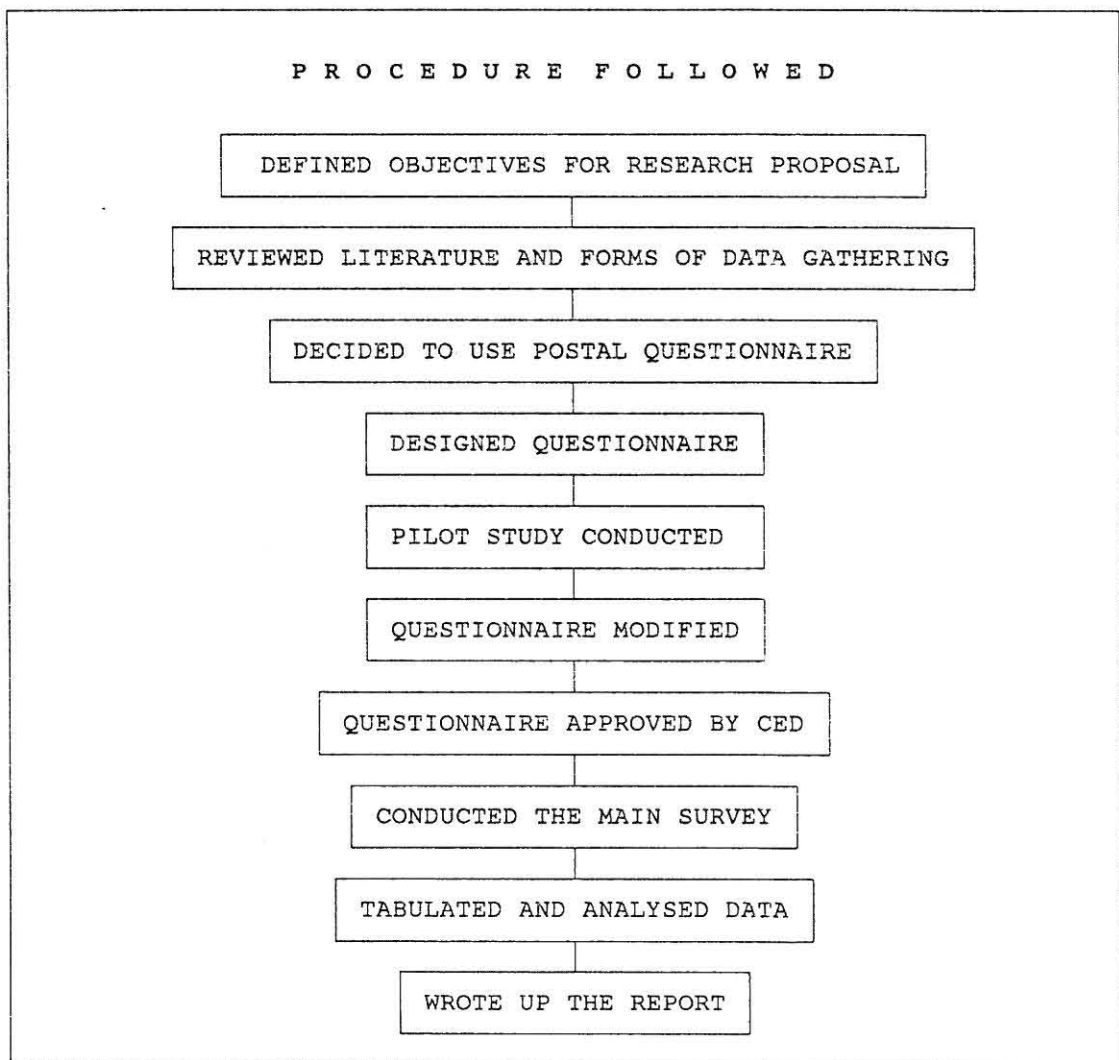 PROCEDURE FOLLOWED
DEFINED OBJECTIVES FOR RESEARCH PROPOSAL
REVIEWED LITERATURE AND FORMS OF DATA GATHERING
DECIDED TO USE POSTAL QUESTIONNAIRE
DESIGNED QUESTIONNAIRE
PILOT STUDY CONDUCTED
QUESTIONNAIRE MODIFIED
QUESTIONNAIRE APPROVED BY CED
CONDUCTED THE MAIN SURVEY
TABULATED AND ANALYSED DATA
WROTE UP THE REPORT